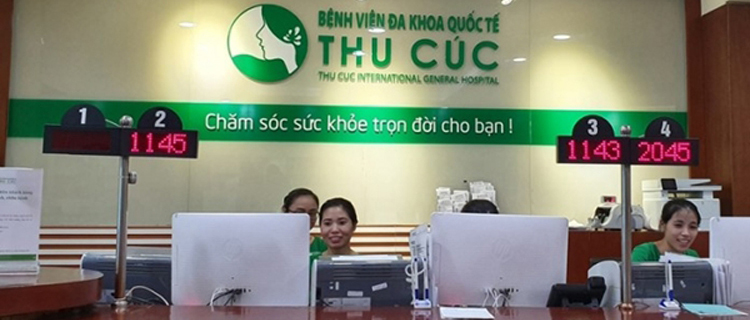 BỆNH VIỆN ĐA KHOA QUỐC TẾ
THU CÚC
THU CUC INTERNATIONAL GENERAL HOSPITAL
Chăm sóc sức khỏe trọn đời cho bạn !
1
2
1145
3
4
1143
2045